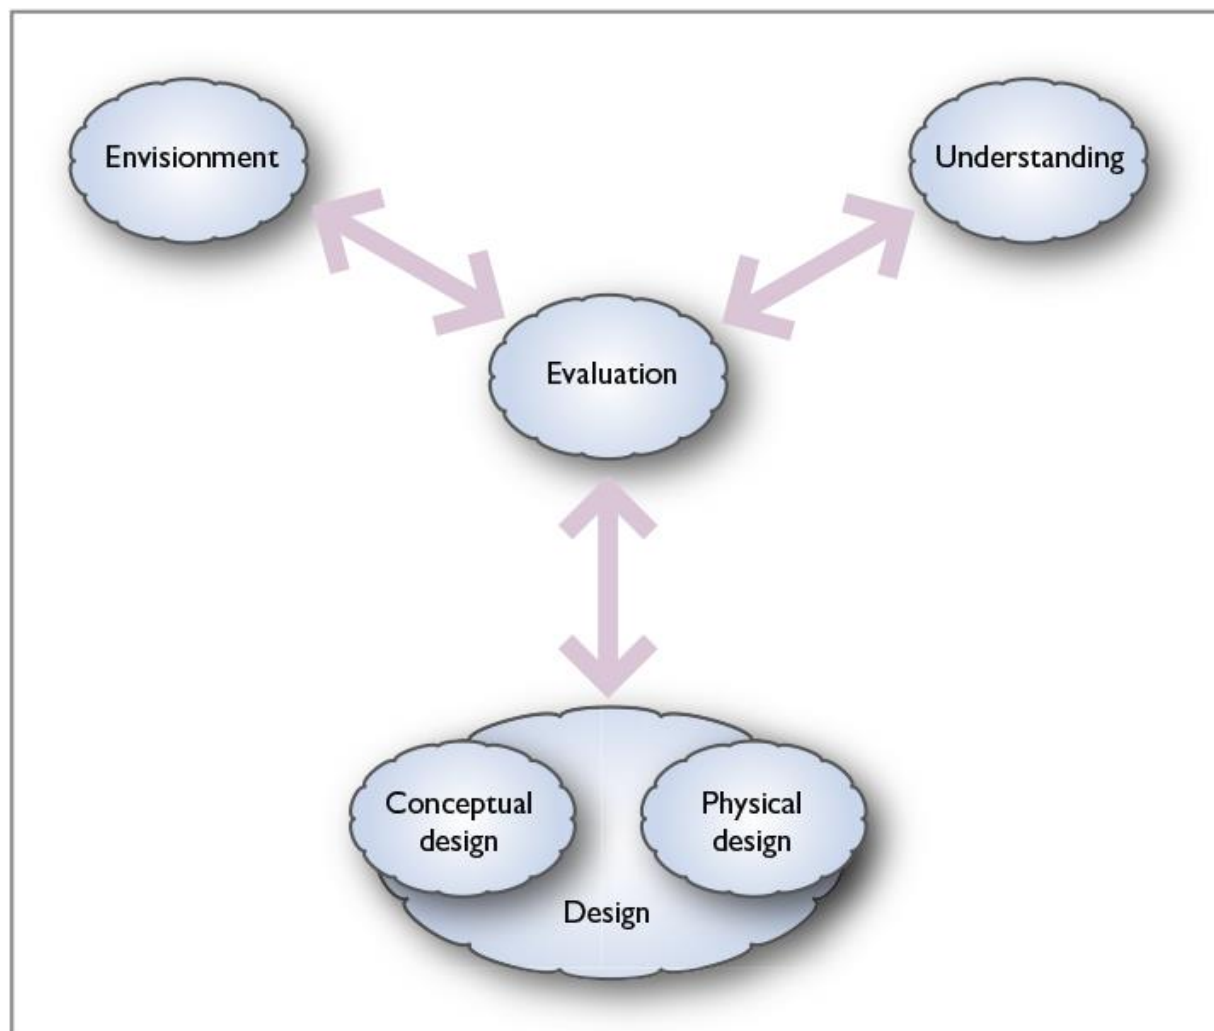 Envisionment
Understanding
Evaluation
Conceptual
design
Physical
design
Design